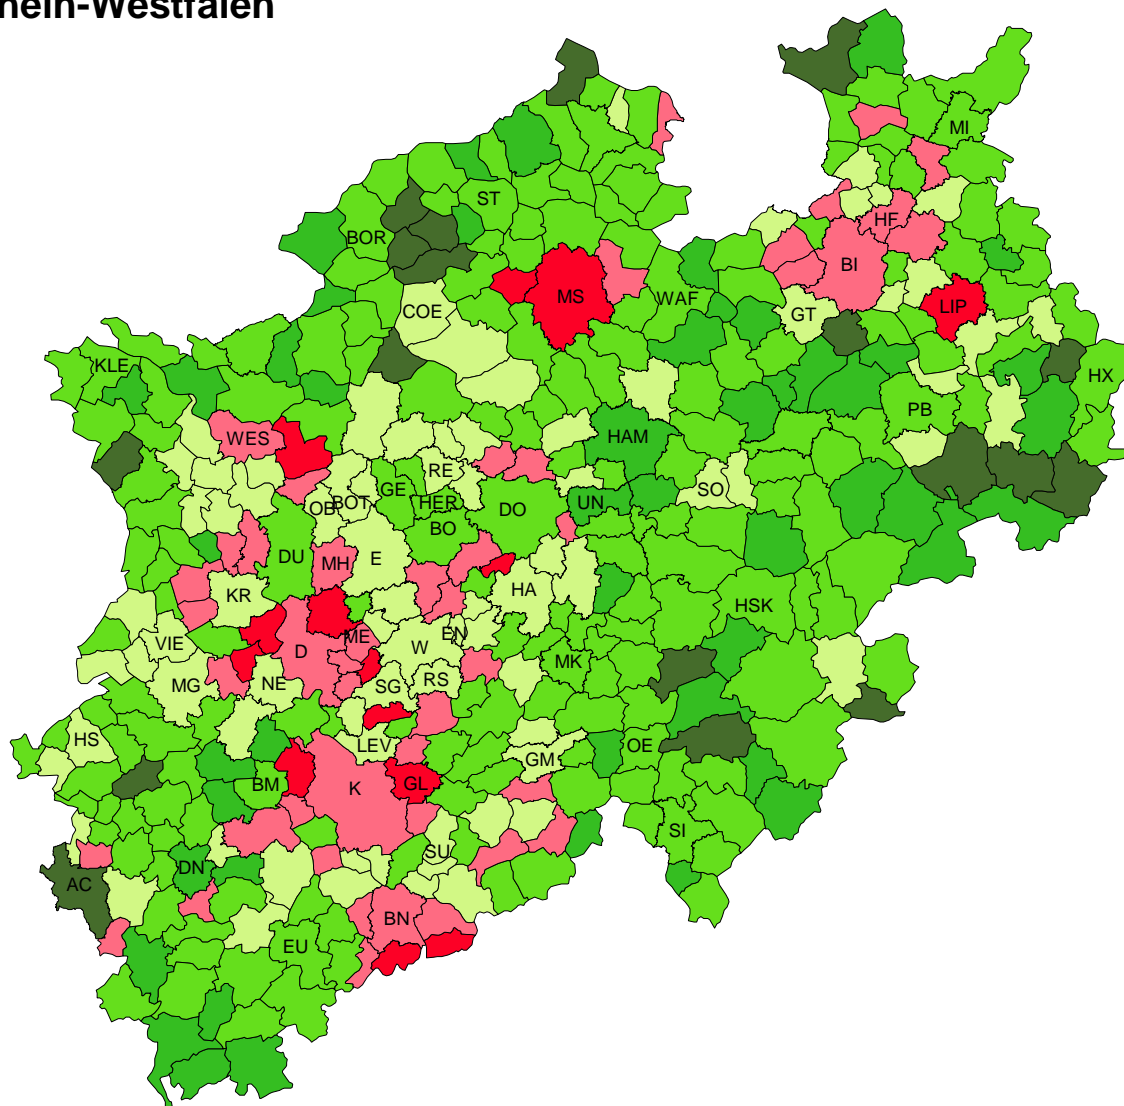 hein-Westfalen
MI
ST
HF
BOR
BI
MS
WAF
LIP
COE
GT
KLE
HX
PB
WES
HAM
RE
GE
SO
BOT
OB
HER
UN
DO
BO
DU
MH
E
HA
KR
HSK
EN
ME
VIE
W
D
MK
RS
MG
NE
SG
HS
LEV
OE
GM
BM
K
GL
SI
SU
DN
AC
BN
EU